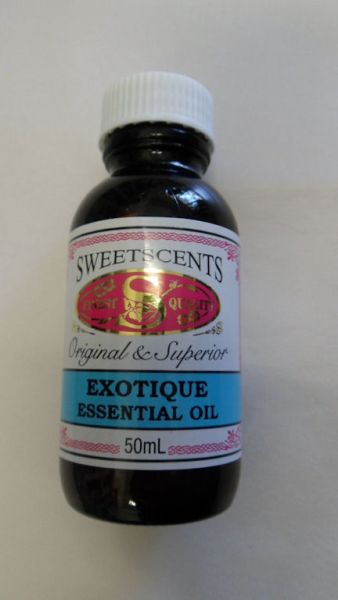 SWEETSCENTS
FINEST S QUALITY
Original & Superior
EXOTIQUE
ESSENTIAL OIL
50mL